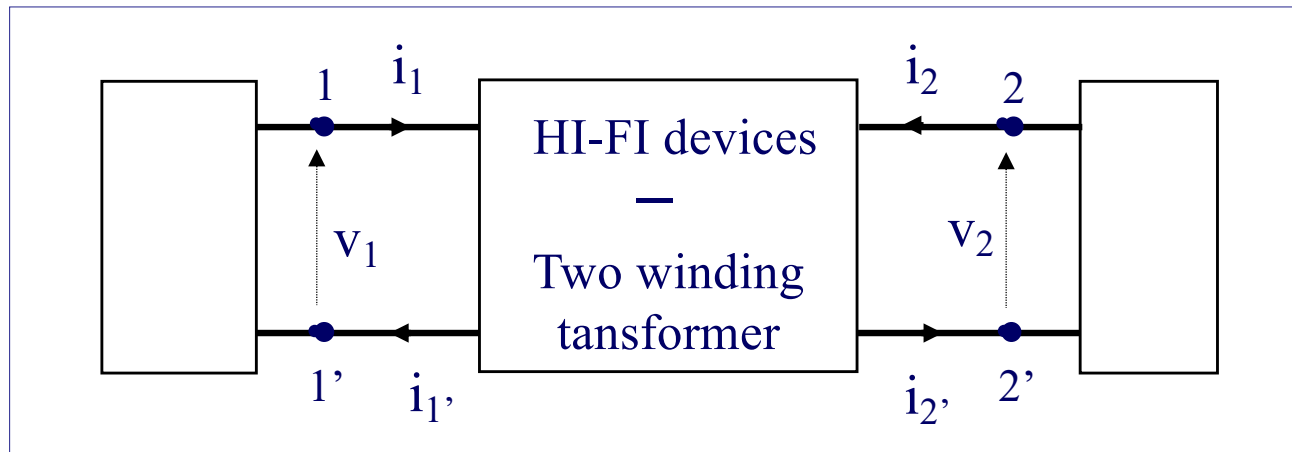 1
i₁
i₂
2
HI-FI devices
–
Two winding
tansformer
v₁
v₂
1’
i₁’
i₂’
2’